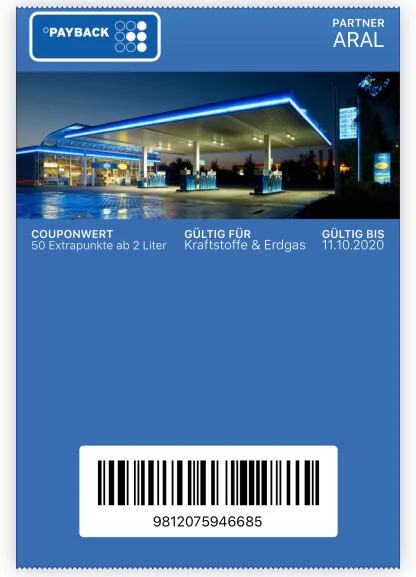 °PAYBACK
PARTNER
ARAL
COUPONWERT
50 Extrapunkte ab 2 Liter
GÜLTIG FÜR
Kraftstoffe & Erdgas
GÜLTIG BIS
11.10.2020
9812075946685